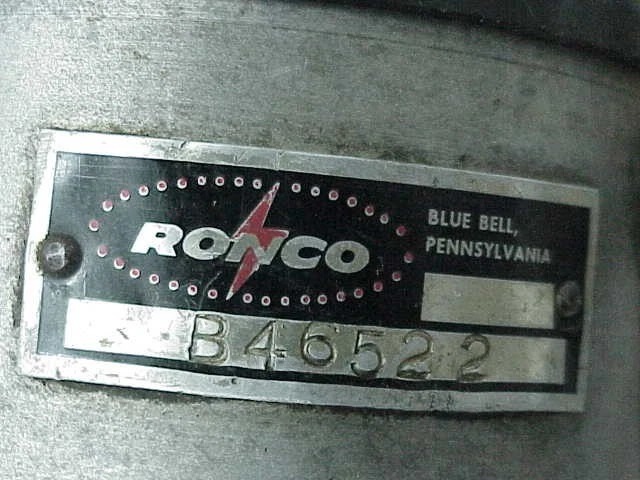 RONCO
BLUE BELL,
PENNSYLVANIA
B46522